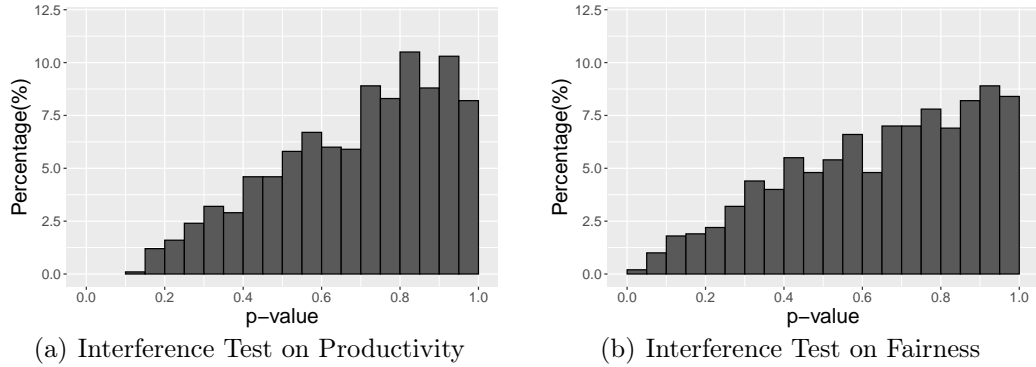 12.5
10.0
7.5
5.0
2.5
0.0
Percentage(%)
0.0 0.2 0.4 0.6 0.8 1.0
p−value
(a) Interference Test on Productivity
12.5
10.0
7.5
5.0
2.5
0.0
Percentage(%)
0.0 0.2 0.4 0.6 0.8 1.0
p−value
(b) Interference Test on Fairness